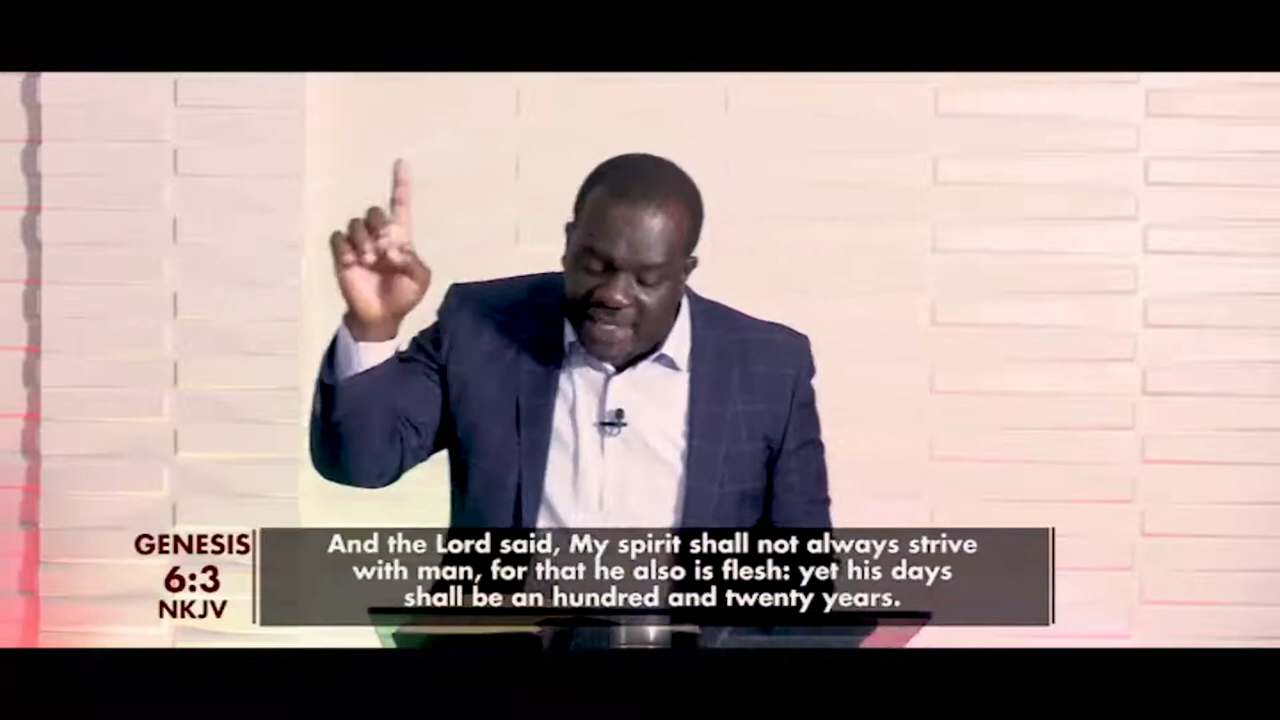 GENESIS
6:3
NKJV
And the Lord said, My spirit shall not always strive
with man, for that he also is flesh: yet his days
shall be an hundred and twenty years.